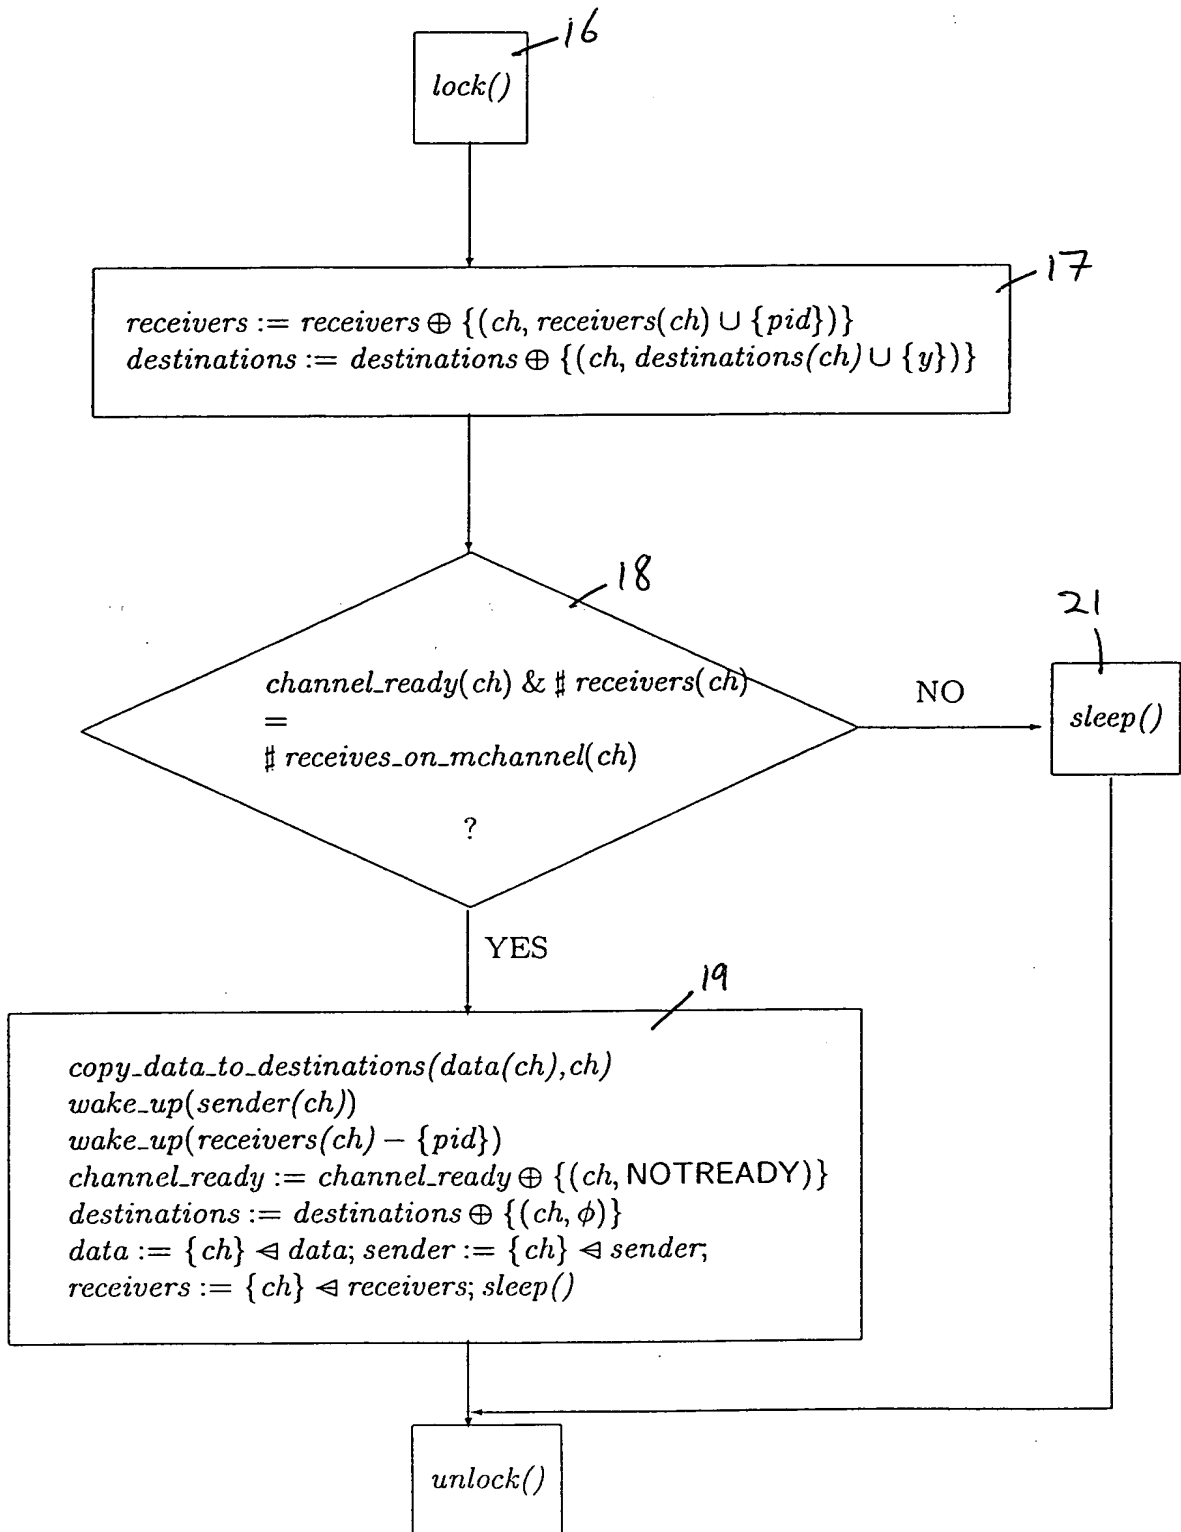 16
lock()
17
receivers := receivers ⊕ {(ch, receivers(ch) ∪ {pid})}
destinations := destinations ⊕ {(ch, destinations(ch) ∪ {y})}
18
channel_ready(ch) & ♯ receivers(ch)
=
♯ receives_on_mchannel(ch)
?
NO
21
sleep()
YES
19
copy_data_to_destinations(data(ch),ch)
wake_up(sender(ch))
wake_up(receivers(ch) − {pid})
channel_ready := channel_ready ⊕ {(ch, NOTREADY)}
destinations := destinations ⊕ {(ch, ϕ)}
data := {ch} ⩤ data; sender := {ch} ⩤ sender;
receivers := {ch} ⩤ receivers; sleep()
unlock()